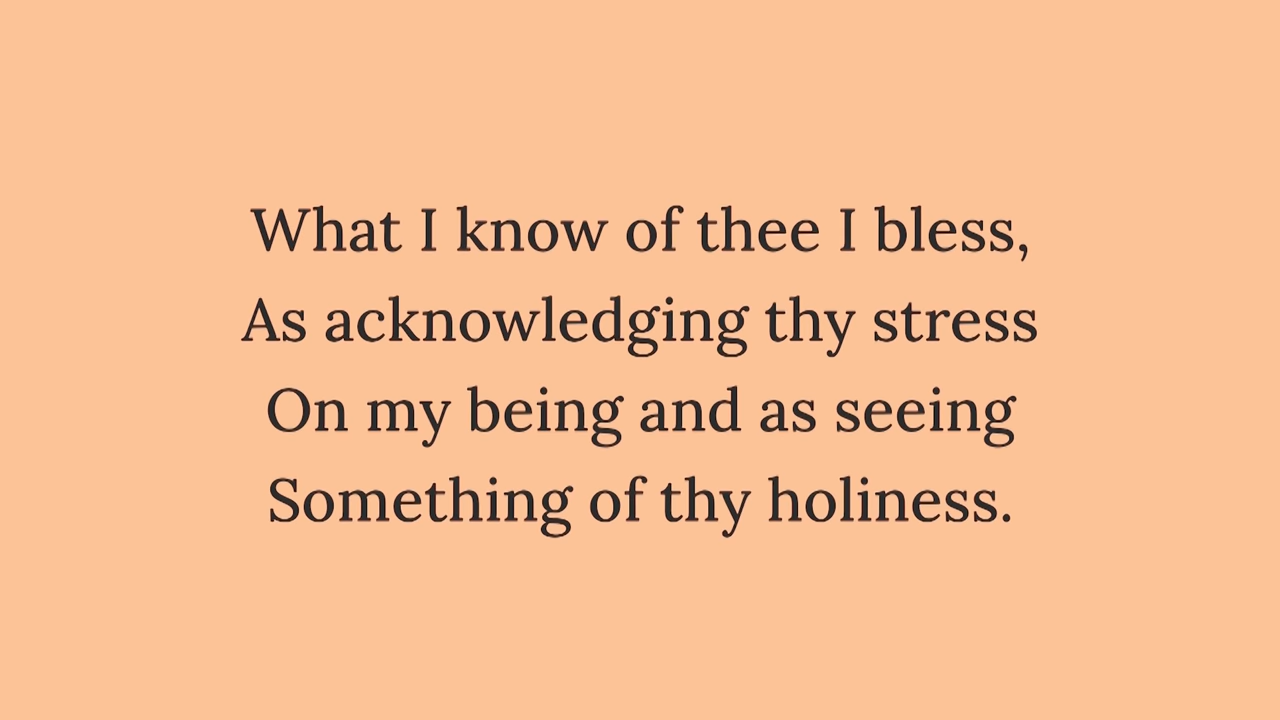 What I know of thee I bless,
As acknowledging thy stress
On my being and as seeing
Something of thy holiness.